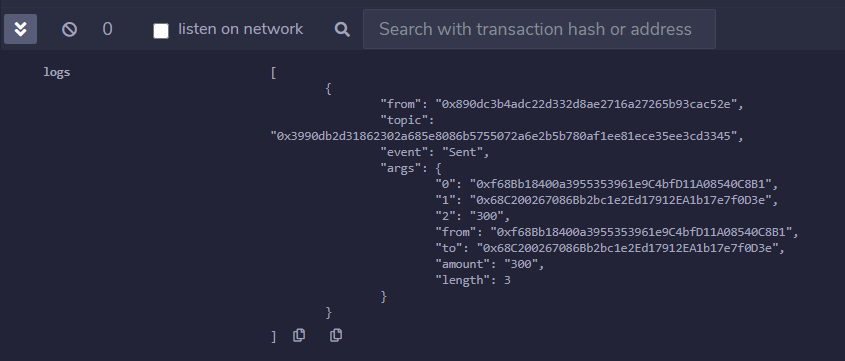 0 listen on network Search with transaction hash or address
logs [
{
"from": "0x890dc3b4adc22d332d8ae2716a27265b93cac52e",
"topic":
"0x3990db2d31862302a685e8086b5755072a6e2b5b780af1ee81ece35ee3cd3345",
"event": "Sent",
"args": {
"0": "0xf68Bb18400a3955353961e9C4bfD11A08540C8B1",
"1": "0x68C200267086Bb2bc1e2Ed17912EA1b17e7f0D3e",
"2": "300",
"from": "0xf68Bb18400a3955353961e9C4bfD11A08540C8B1",
"to": "0x68C200267086Bb2bc1e2Ed17912EA1b17e7f0D3e",
"amount": "300",
"length": 3
}
}
]